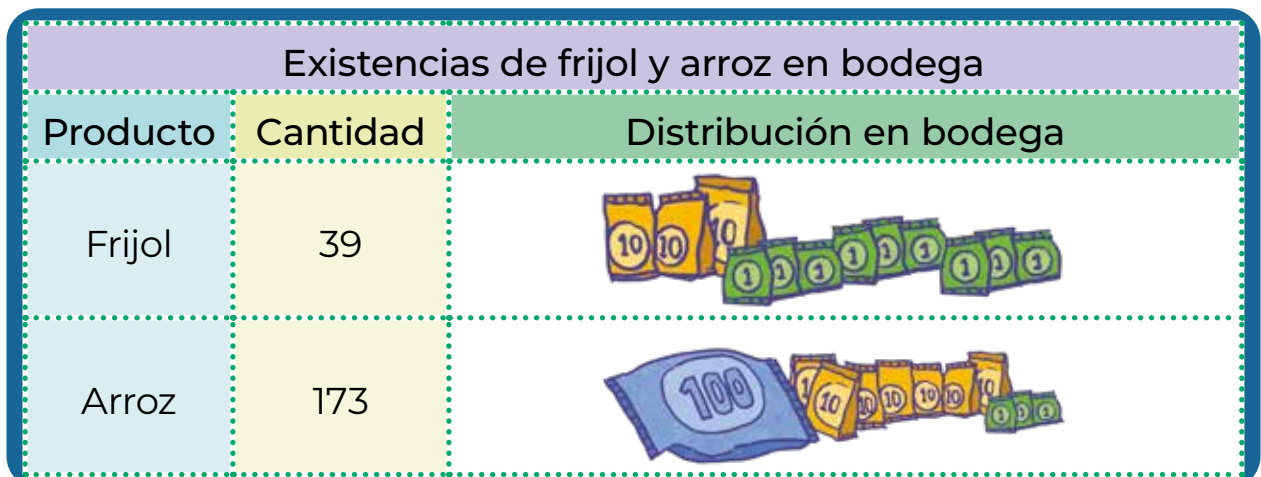 Existencias de frijol y arroz en bodega
Producto Cantidad Distribución en bodega
Frijol 39
10 10 10 1 1 1 1 1 1 1 1 1
Arroz 173
100 10 10 10 10 10 10 1 1 1